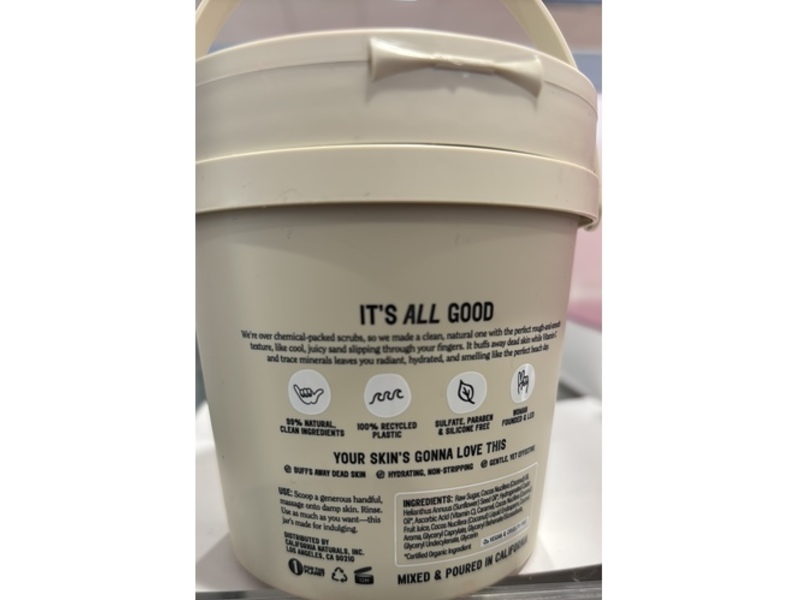 IT'S ALL GOOD
We're over chemical-packed scrubs, so we made a clean, natural one with the perfect rough-and-smooth
texture, like cool, juicy sand slipping through your fingers. It buffs away dead skin while Vitamin C
and trace minerals leaves you radiant, hydrated, and smelling like the perfect beach day.
99% NATURAL,
CLEAN INGREDIENTS
100% RECYCLED
PLASTIC
SULFATE, PARABEN
& SILICONE FREE
WOMAN
FOUNDED & LED
YOUR SKIN'S GONNA LOVE THIS
BUFFS AWAY DEAD SKIN
HYDRATING, NON-STRIPPING
GENTLE, YET EFFECTIVE
USE: Scoop a generous handful,
massage onto damp skin. Rinse.
Use as much as you want—this
jar's made for indulging.
DISTRIBUTED BY
CALIFORNIA NATURALS, INC.
LOS ANGELES, CA 90210
INGREDIENTS: Raw Sugar, Cocos Nucifera (Coconut) Oil,
Helianthus Annuus (Sunflower) Seed Oil*, Hydrogenated
Oil*, Ascorbic Acid (Vitamin C), Caramel, Cocos Nucifera (Coconut)
Fruit Juice, Cocos Nucifera (Coconut)
Aroma, Glyceryl Caprylate, Glyceryl
Glyceryl Undecylenate, Glycerin
*Certified Organic Ingredient
VEGAN & CRUELTY-FREE
MIXED & POURED IN CALIFORNIA